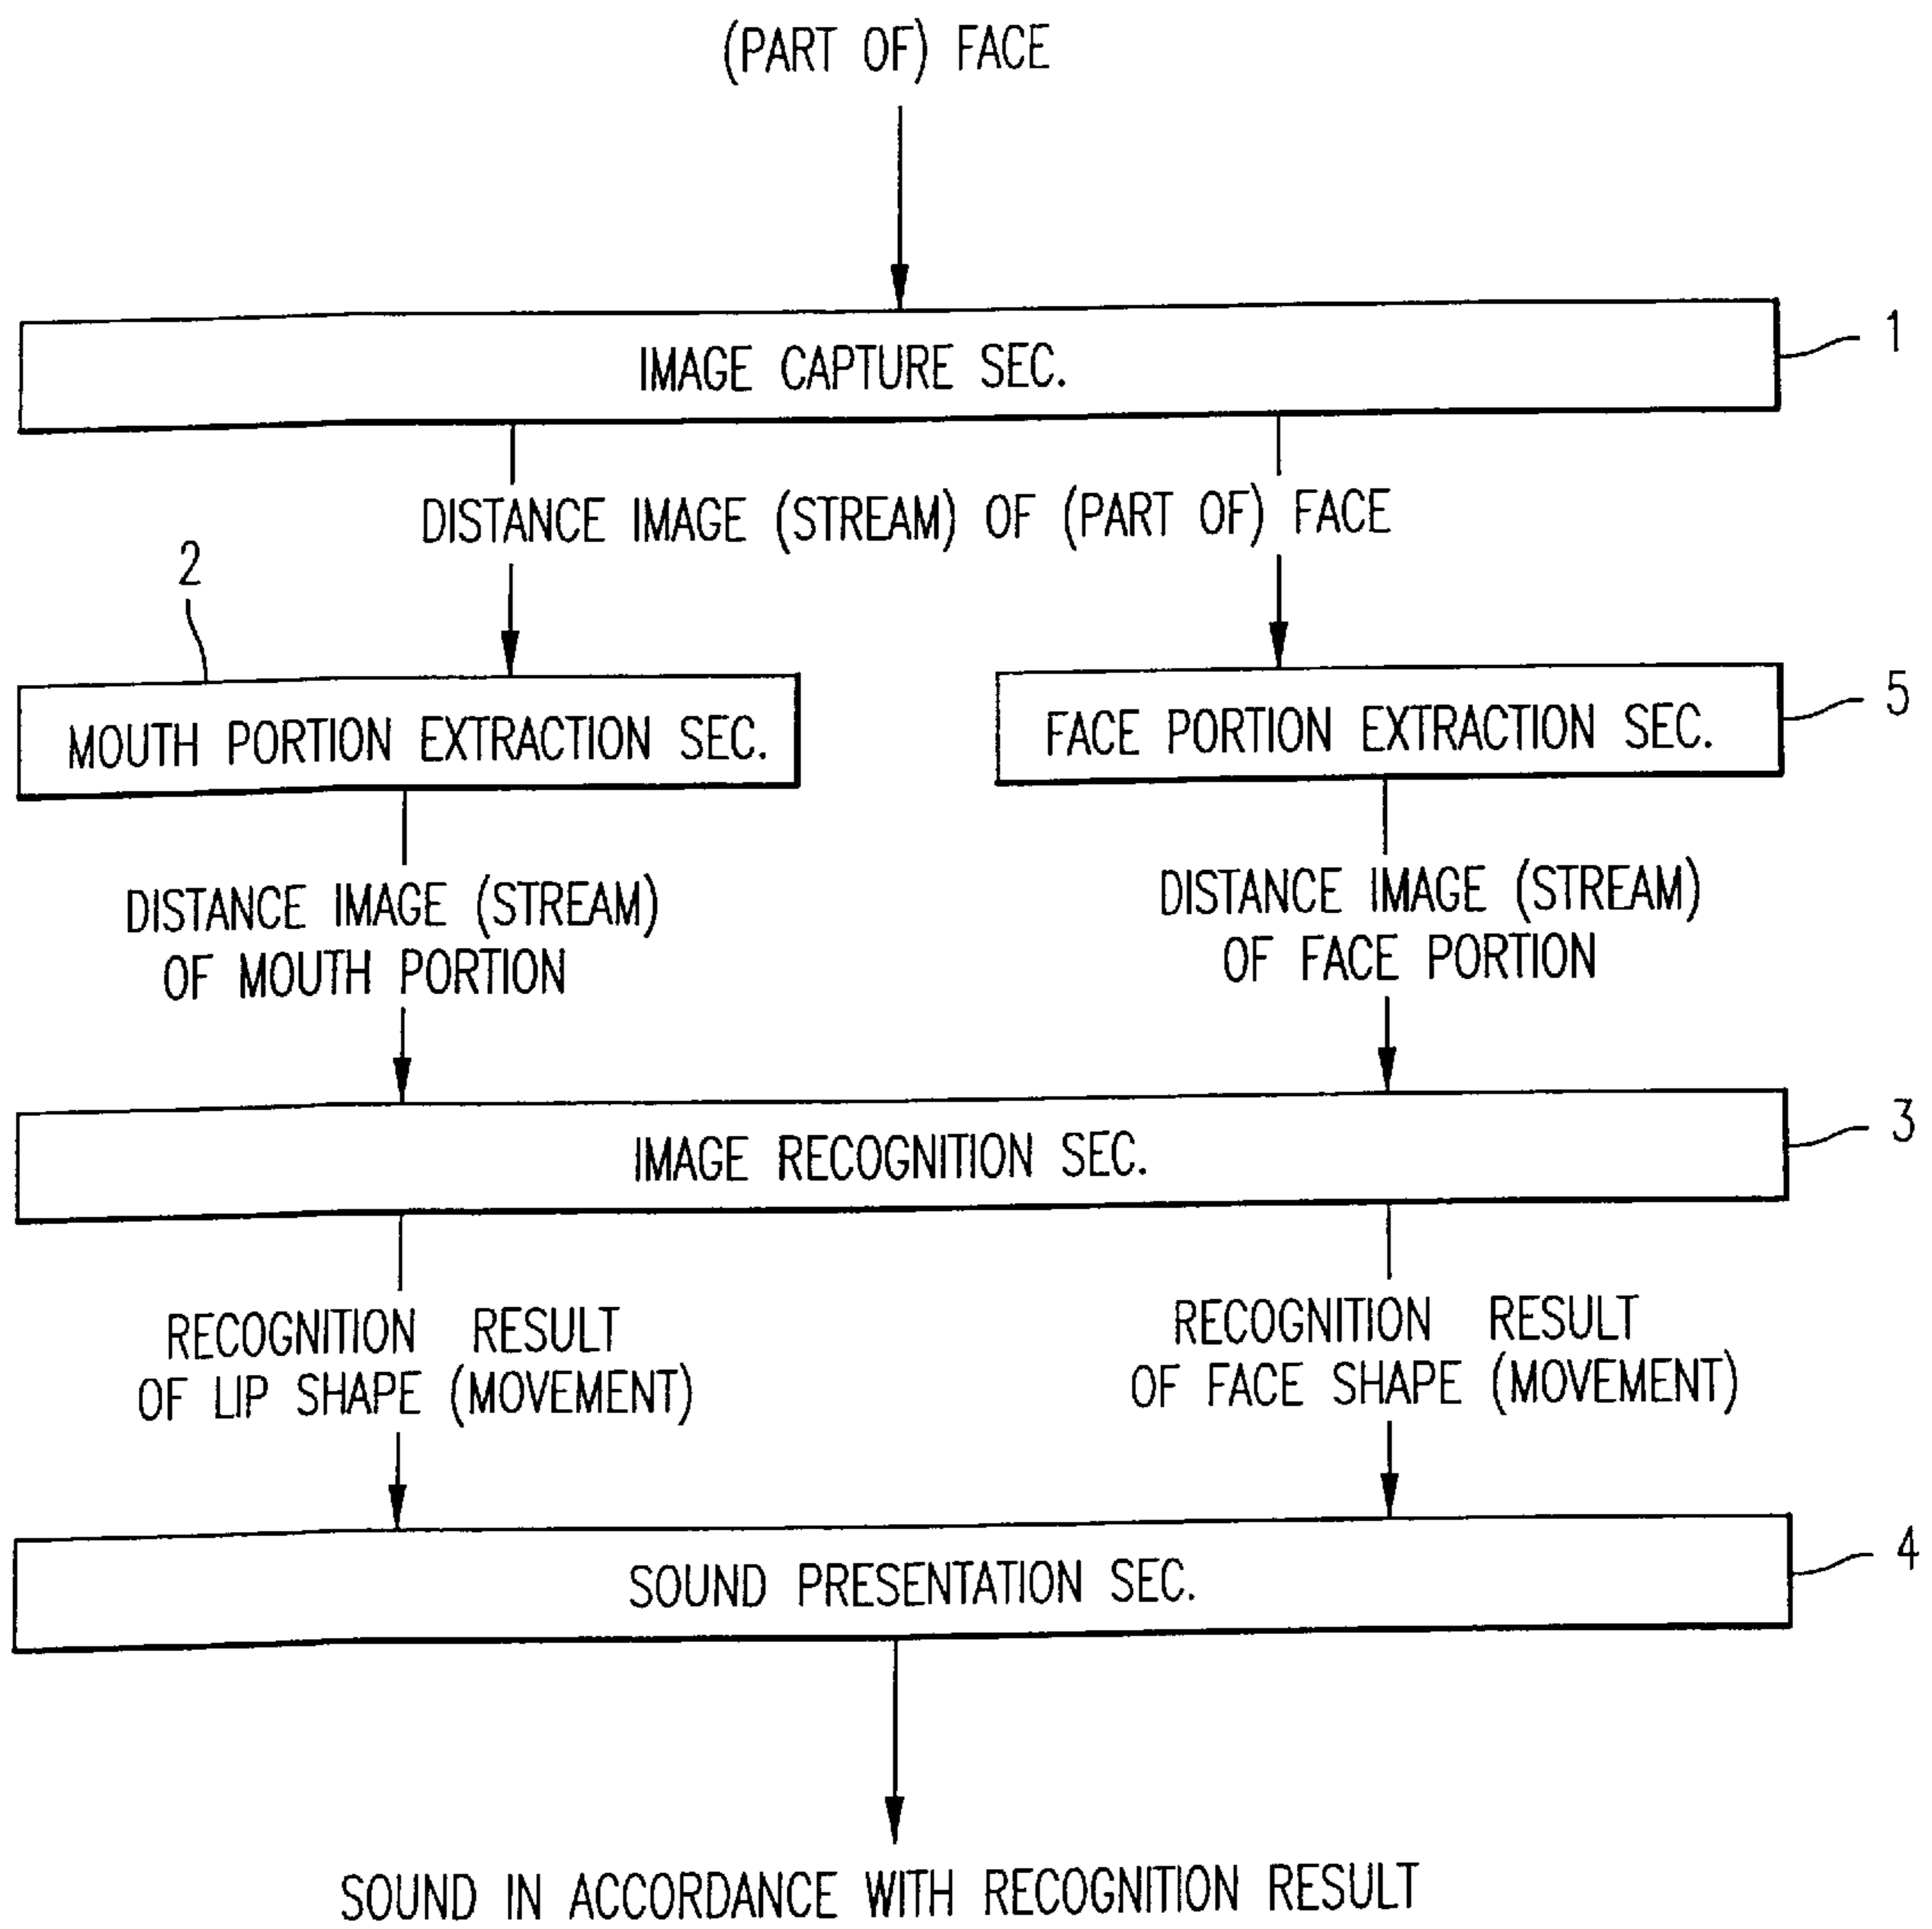 (PART OF) FACE
IMAGE CAPTURE SEC.
1
DISTANCE IMAGE (STREAM) OF (PART OF) FACE
2
MOUTH PORTION EXTRACTION SEC.
FACE PORTION EXTRACTION SEC.
5
DISTANCE IMAGE (STREAM)
OF MOUTH PORTION
DISTANCE IMAGE (STREAM)
OF FACE PORTION
IMAGE RECOGNITION SEC.
3
RECOGNITION RESULT
OF LIP SHAPE (MOVEMENT)
RECOGNITION RESULT
OF FACE SHAPE (MOVEMENT)
SOUND PRESENTATION SEC.
4
SOUND IN ACCORDANCE WITH RECOGNITION RESULT